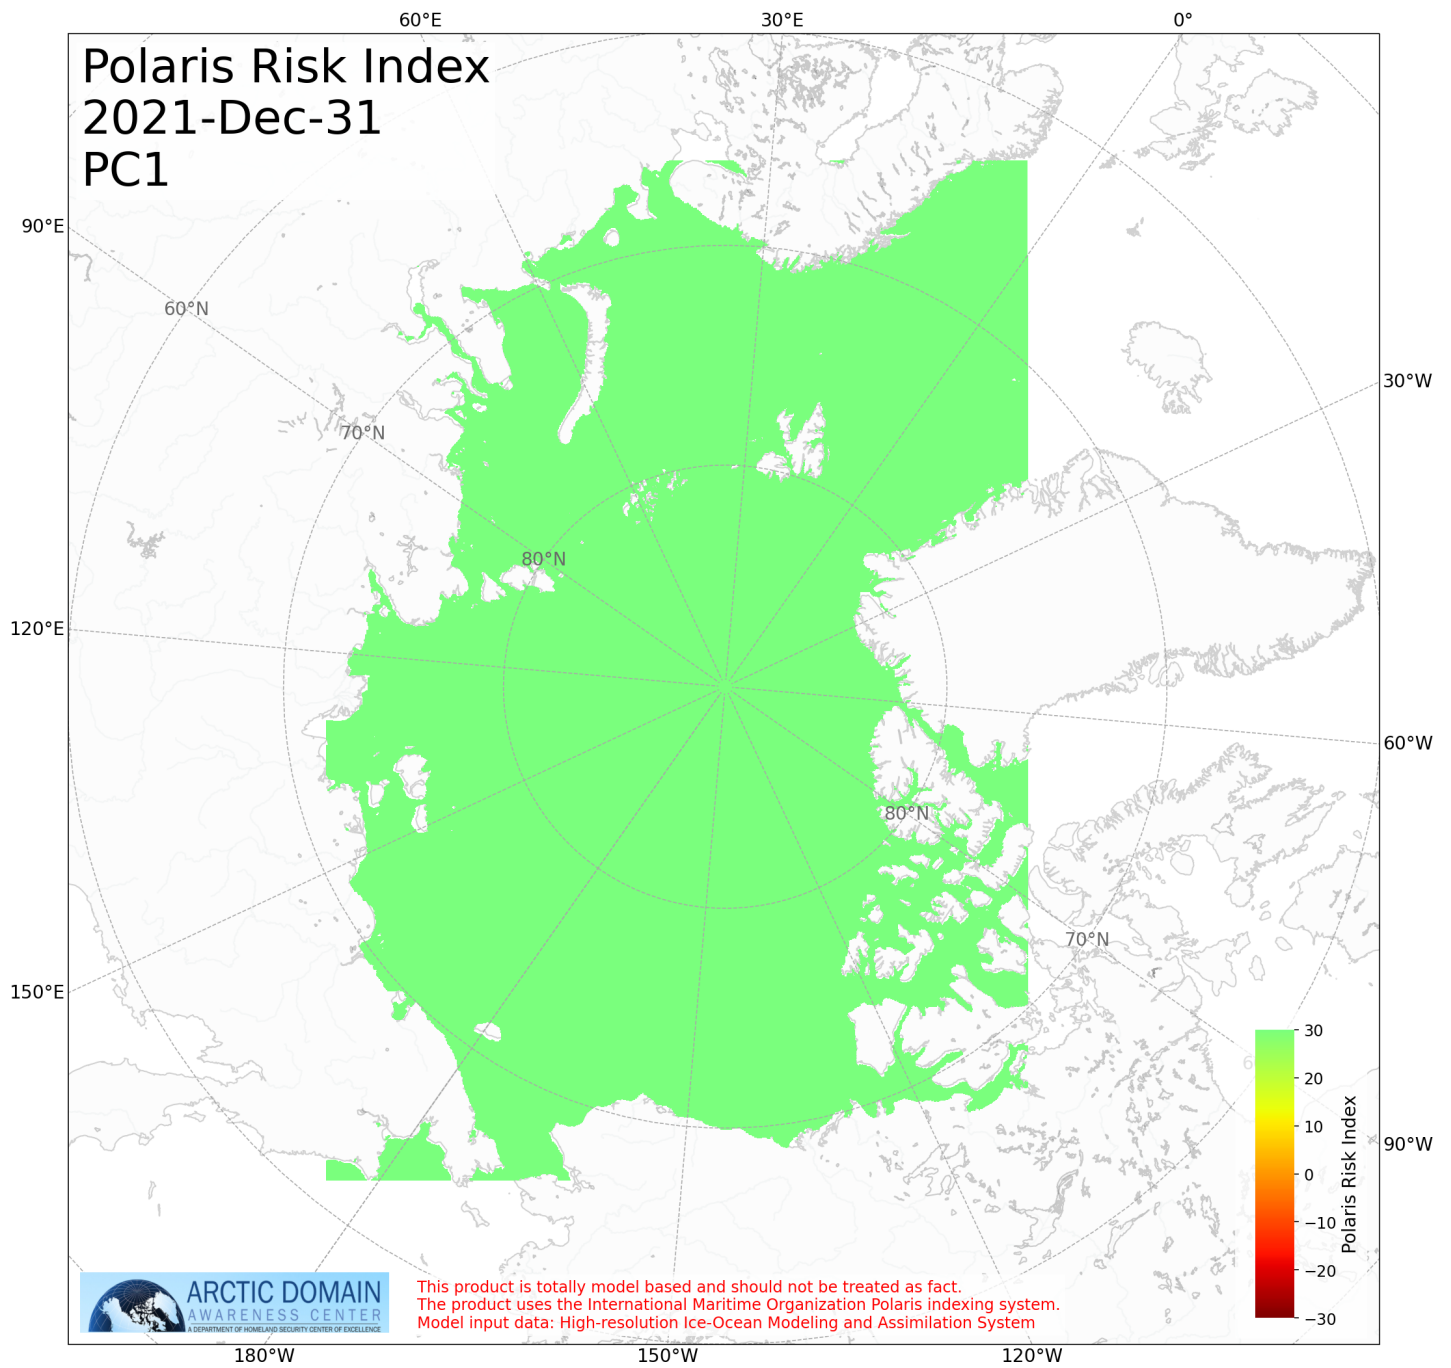 60°E 30°E 0°
Polaris Risk Index
2021-Dec-31
PC1
90°E
60°N
30°W
70°N
80°N
120°E
60°W
80°N
70°N
150°E
30
20
10
0
−10
−20
−30
Polaris Risk Index
90°W
ARCTIC DOMAIN
AWARENESS CENTER
A DEPARTMENT OF HOMELAND SECURITY CENTER OF EXCELLENCE
This product is totally model based and should not be treated as fact.
The product uses the International Maritime Organization Polaris indexing system.
Model input data: High-resolution Ice-Ocean Modeling and Assimilation System
180°W 150°W 120°W